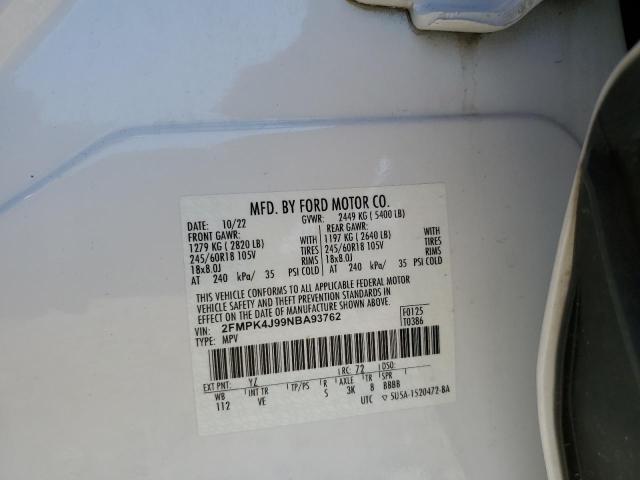 MFD. BY FORD MOTOR CO.
DATE: 10/22 GVWR: 2449 KG ( 5400 LB)
FRONT GAWR: REAR GAWR:
1279 KG ( 2820 LB) WITH 1197 KG ( 2640 LB) WITH
245/60R18 105V TIRES 245/60R18 105V TIRES
18x8.0J RIMS 18x8.0J RIMS
AT 240 kPa/ 35 PSI COLD AT 240 kPa/ 35 PSI COLD
THIS VEHICLE CONFORMS TO ALL APPLICABLE FEDERAL MOTOR
VEHICLE SAFETY AND THEFT PREVENTION STANDARDS IN
EFFECT ON THE DATE OF MANUFACTURE SHOWN ABOVE.
VIN: 2FMPK4J99NBA93762 F0125
TYPE: MPV T0386
EXT PNT: YZ RC: 72 DSO:
WB INT TR TP/PS R AXLE TR SPR
112 VE S 3K 8 BBBB
UTC ▽ 5U5A-1520472-BA